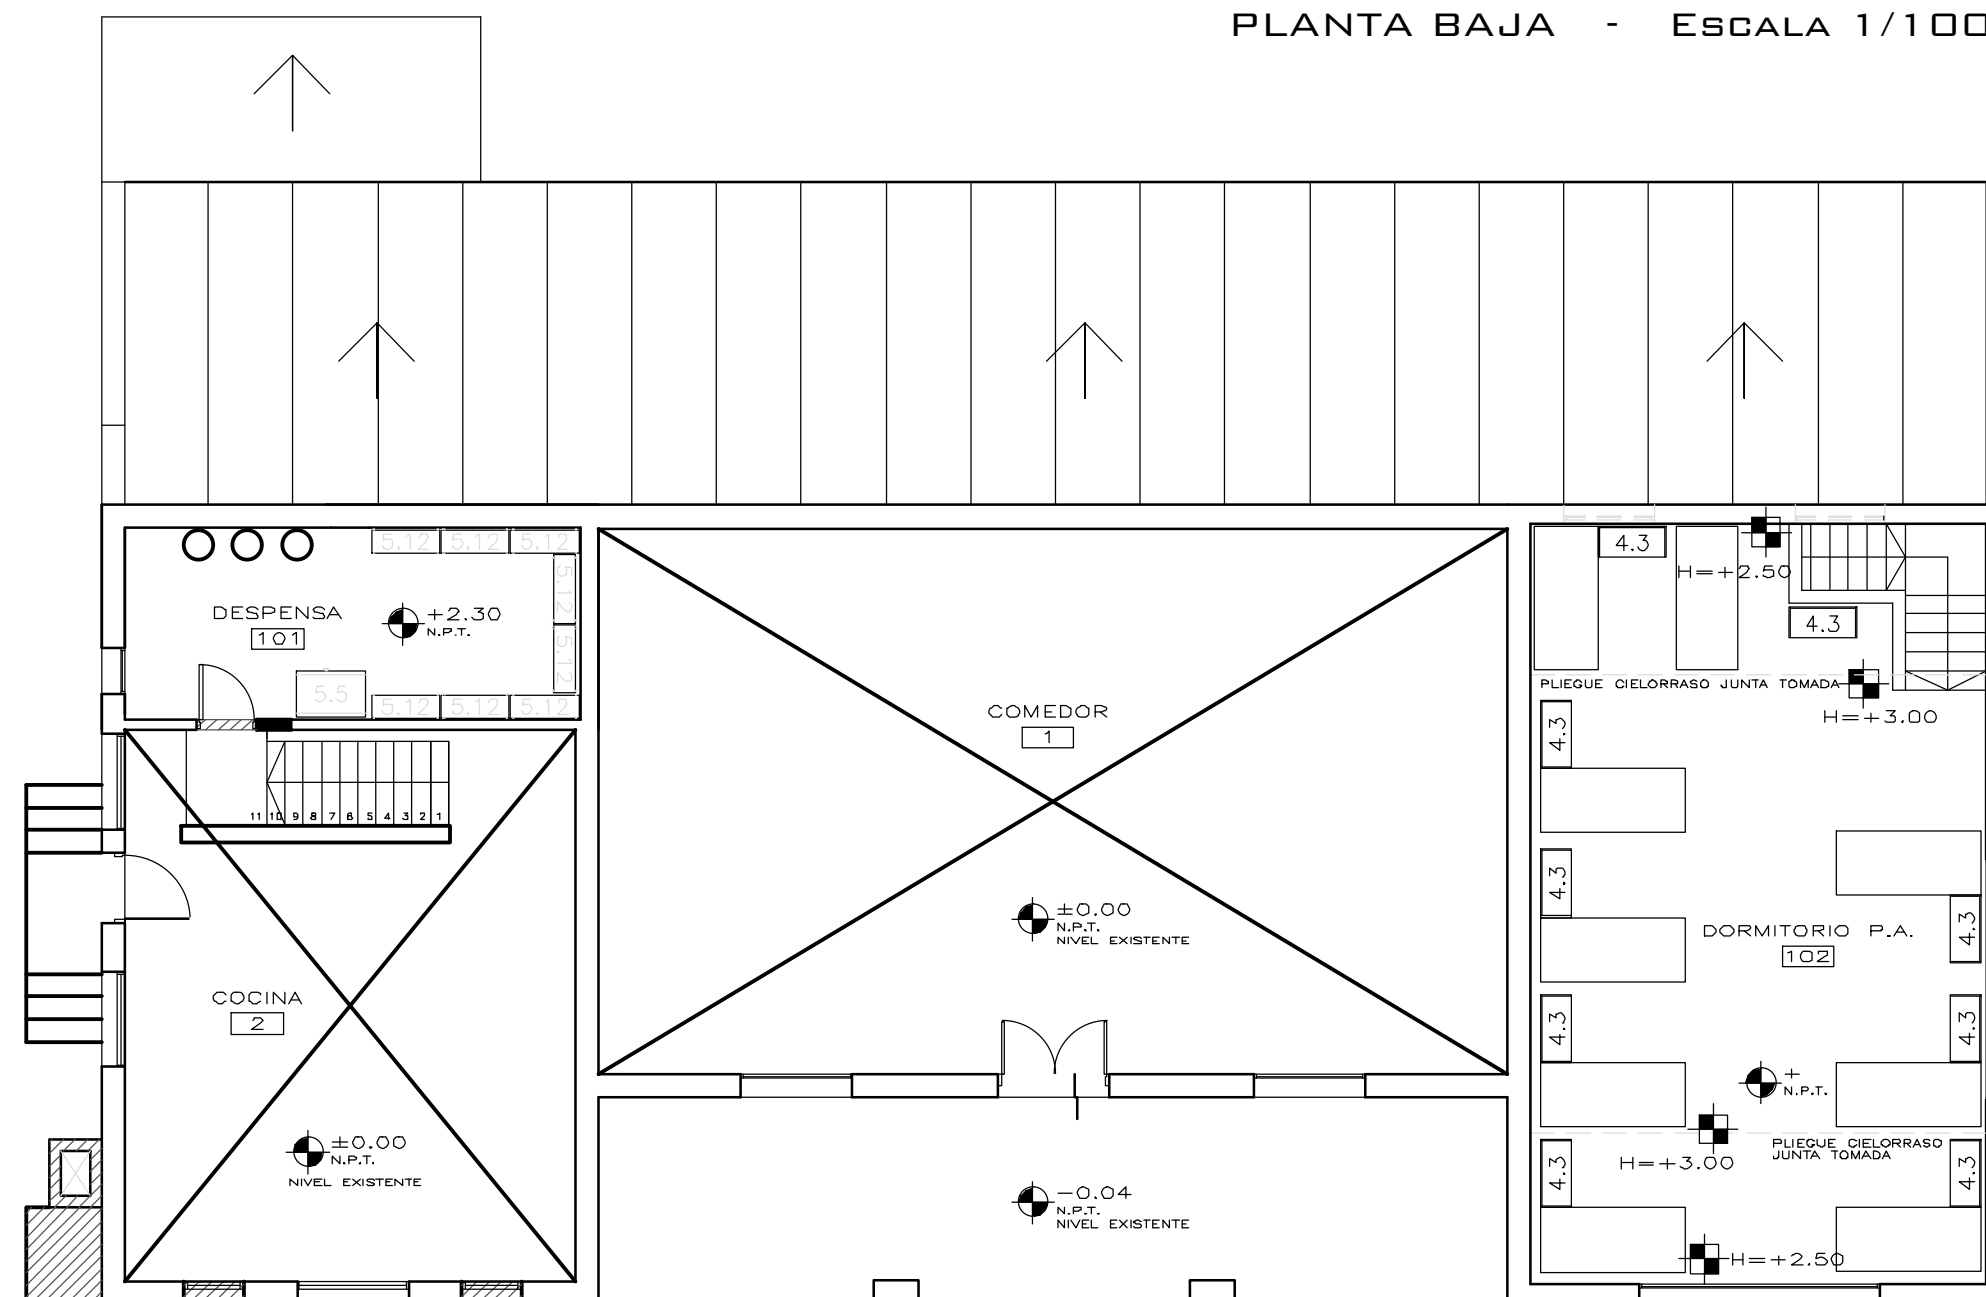 PLANTA BAJA - ESCALA 1/100
5.12 5.12 5.12
5.12
5.12
DESPENSA
101
+2.30
N.P.T.
5.5
5.12 5.12 5.12
11 10 9 8 7 6 5 4 3 2 1
COCINA
2
±0.00
N.P.T.
NIVEL EXISTENTE
COMEDOR
1
±0.00
N.P.T.
NIVEL EXISTENTE
-0.04
N.P.T.
NIVEL EXISTENTE
4.3
H=+2.50
4.3
PLIEGUE CIELORRASO JUNTA TOMADA
H=+3.00
4.3
4.3
DORMITORIO P.A.
102
4.3
4.3
4.3
+
N.P.T.
PLIEGUE CIELORRASO
JUNTA TOMADA
H=+3.00
4.3
4.3
H=+2.50